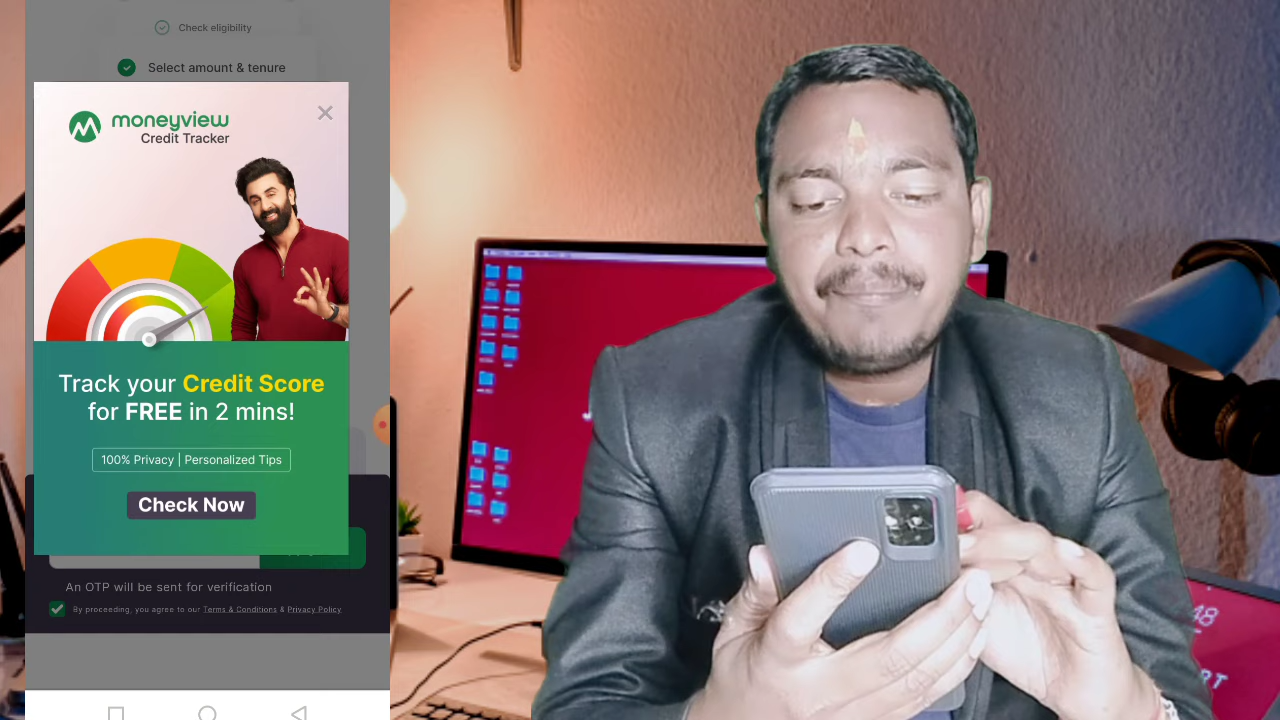 Check eligibility
Select amount & tenure
moneyview
Credit Tracker
Track your Credit Score
for FREE in 2 mins!
100% Privacy | Personalized Tips
Check Now
An OTP will be sent for verification
By proceeding, you agree to our Terms & Conditions & Privacy Policy
48